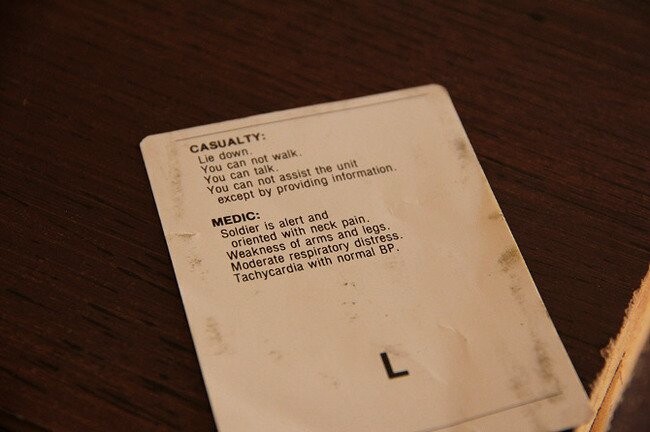 CASUALTY:
Lie down.
You can not walk.
You can talk.
You can not assist the unit
except by providing information.
MEDIC:
Soldier is alert and
oriented with neck pain.
Weakness of arms and legs.
Moderate respiratory distress.
Tachycardia with normal BP.
L